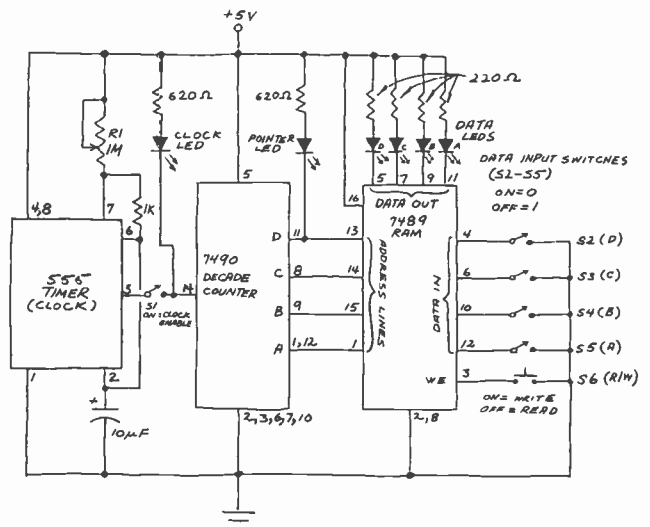 +5V
620Ω
620Ω
220Ω
R1
1M
CLOCK
LED
POINTER
LED
D
C
B
A
DATA
LEDS
DATA INPUT SWITCHES
(S2-S5)
ON=0
OFF=1
4,8
7
1K
5
16
5
7
9
11
DATA OUT
7489
RAM
6
555
TIMER
(CLOCK)
3
S1
ON=CLOCK
ENABLE
14
7490
DECADE
COUNTER
D
11
13
C
8
14
B
9
15
A
1,12
1
ADDRESS LINES
DATA IN
4
S2 (D)
6
S3 (C)
10
S4 (B)
12
S5 (A)
WE
3
S6 (R/W)
ON=WRITE
OFF=READ
1
2
+
10µF
2,3,6,7,10
2,8